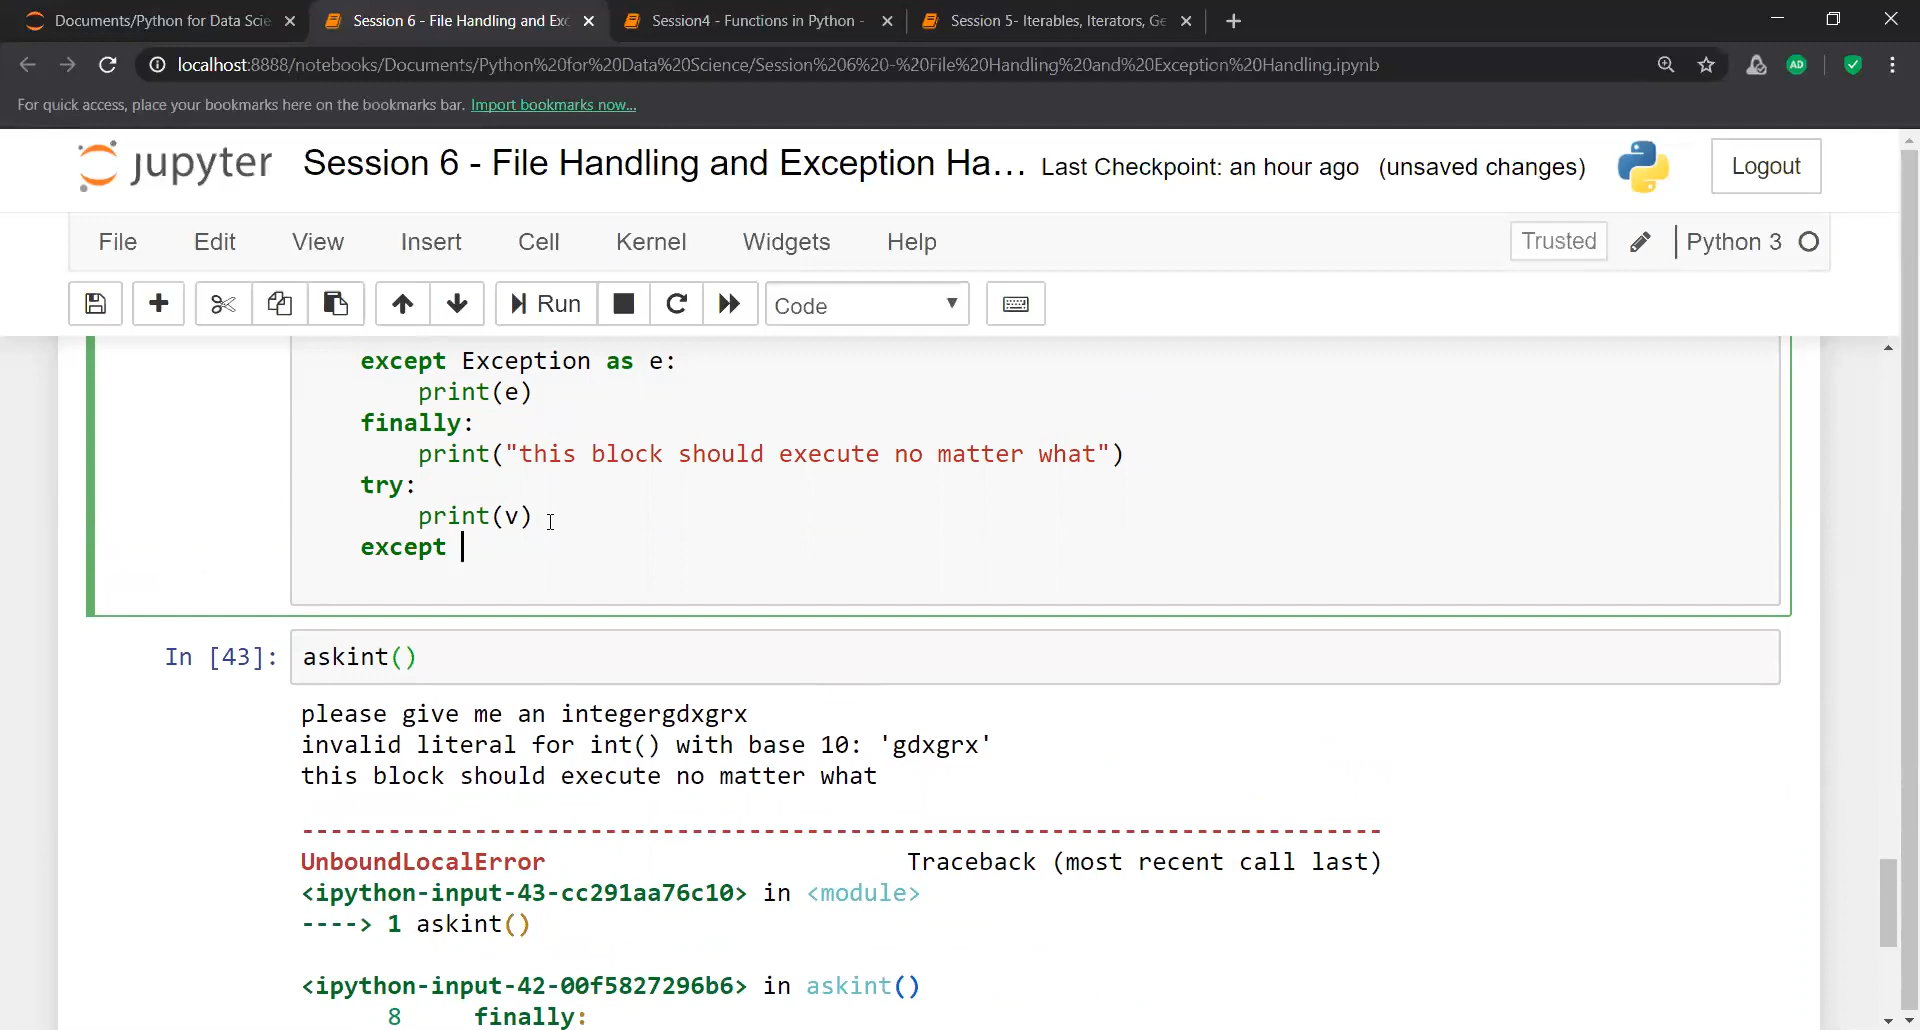 Documents/Python for Data Scie
Session 6 - File Handling and Exc
Session4 - Functions in Python -
Session 5- Iterables, Iterators, Ge
localhost:8888/notebooks/Documents/Python%20for%20Data%20Science/Session%206%20-%20File%20Handling%20and%20Exception%20Handling.ipynb
AD
For quick access, place your bookmarks here on the bookmarks bar. Import bookmarks now...
jupyter Session 6 - File Handling and Exception Ha... Last Checkpoint: an hour ago (unsaved changes) Logout
File Edit View Insert Cell Kernel Widgets Help Trusted Python 3
Run Code
except Exception as e:
print(e)
finally:
print("this block should execute no matter what")
try:
print(v)
except
In [43]: askint()
please give me an integergdxgrx
invalid literal for int() with base 10: 'gdxgrx'
this block should execute no matter what
---------------------------------------------------------------------------
UnboundLocalError Traceback (most recent call last)
<ipython-input-43-cc291aa76c10> in <module>
----> 1 askint()
<ipython-input-42-00f5827296b6> in askint()
8 finally: